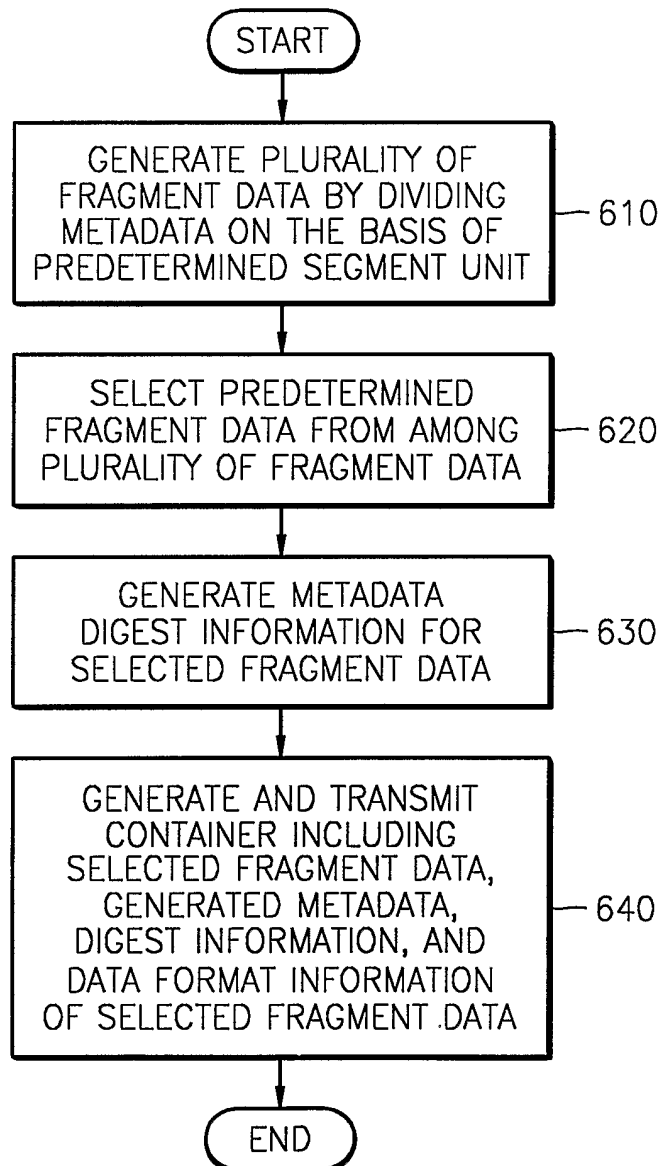 START
GENERATE PLURALITY OF
FRAGMENT DATA BY DIVIDING
METADATA ON THE BASIS OF
PREDETERMINED SEGMENT UNIT
610
SELECT PREDETERMINED
FRAGMENT DATA FROM AMONG
PLURALITY OF FRAGMENT DATA
620
GENERATE METADATA
DIGEST INFORMATION FOR
SELECTED FRAGMENT DATA
630
GENERATE AND TRANSMIT
CONTAINER INCLUDING
SELECTED FRAGMENT DATA,
GENERATED METADATA,
DIGEST INFORMATION, AND
DATA FORMAT INFORMATION
OF SELECTED FRAGMENT DATA
640
END